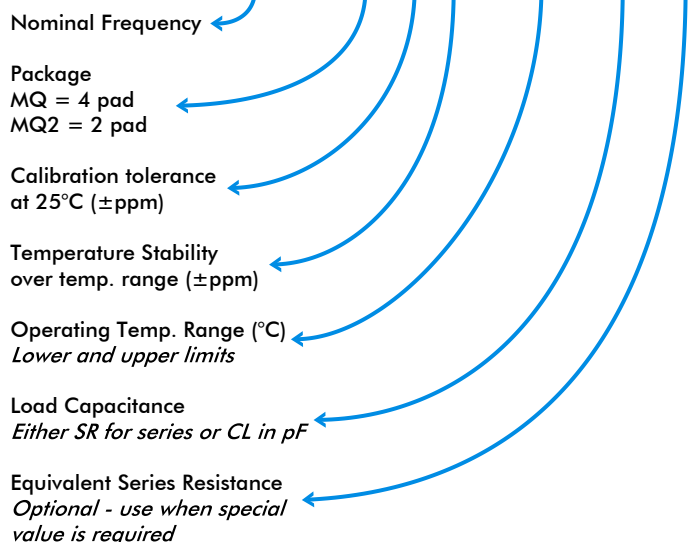 Nominal Frequency
Package
MQ = 4 pad
MQ2 = 2 pad
Calibration tolerance
at 25°C (±ppm)
Temperature Stability
over temp. range (±ppm)
Operating Temp. Range (°C)
Lower and upper limits
Load Capacitance
Either SR for series or CL in pF
Equivalent Series Resistance
Optional - use when special
value is required